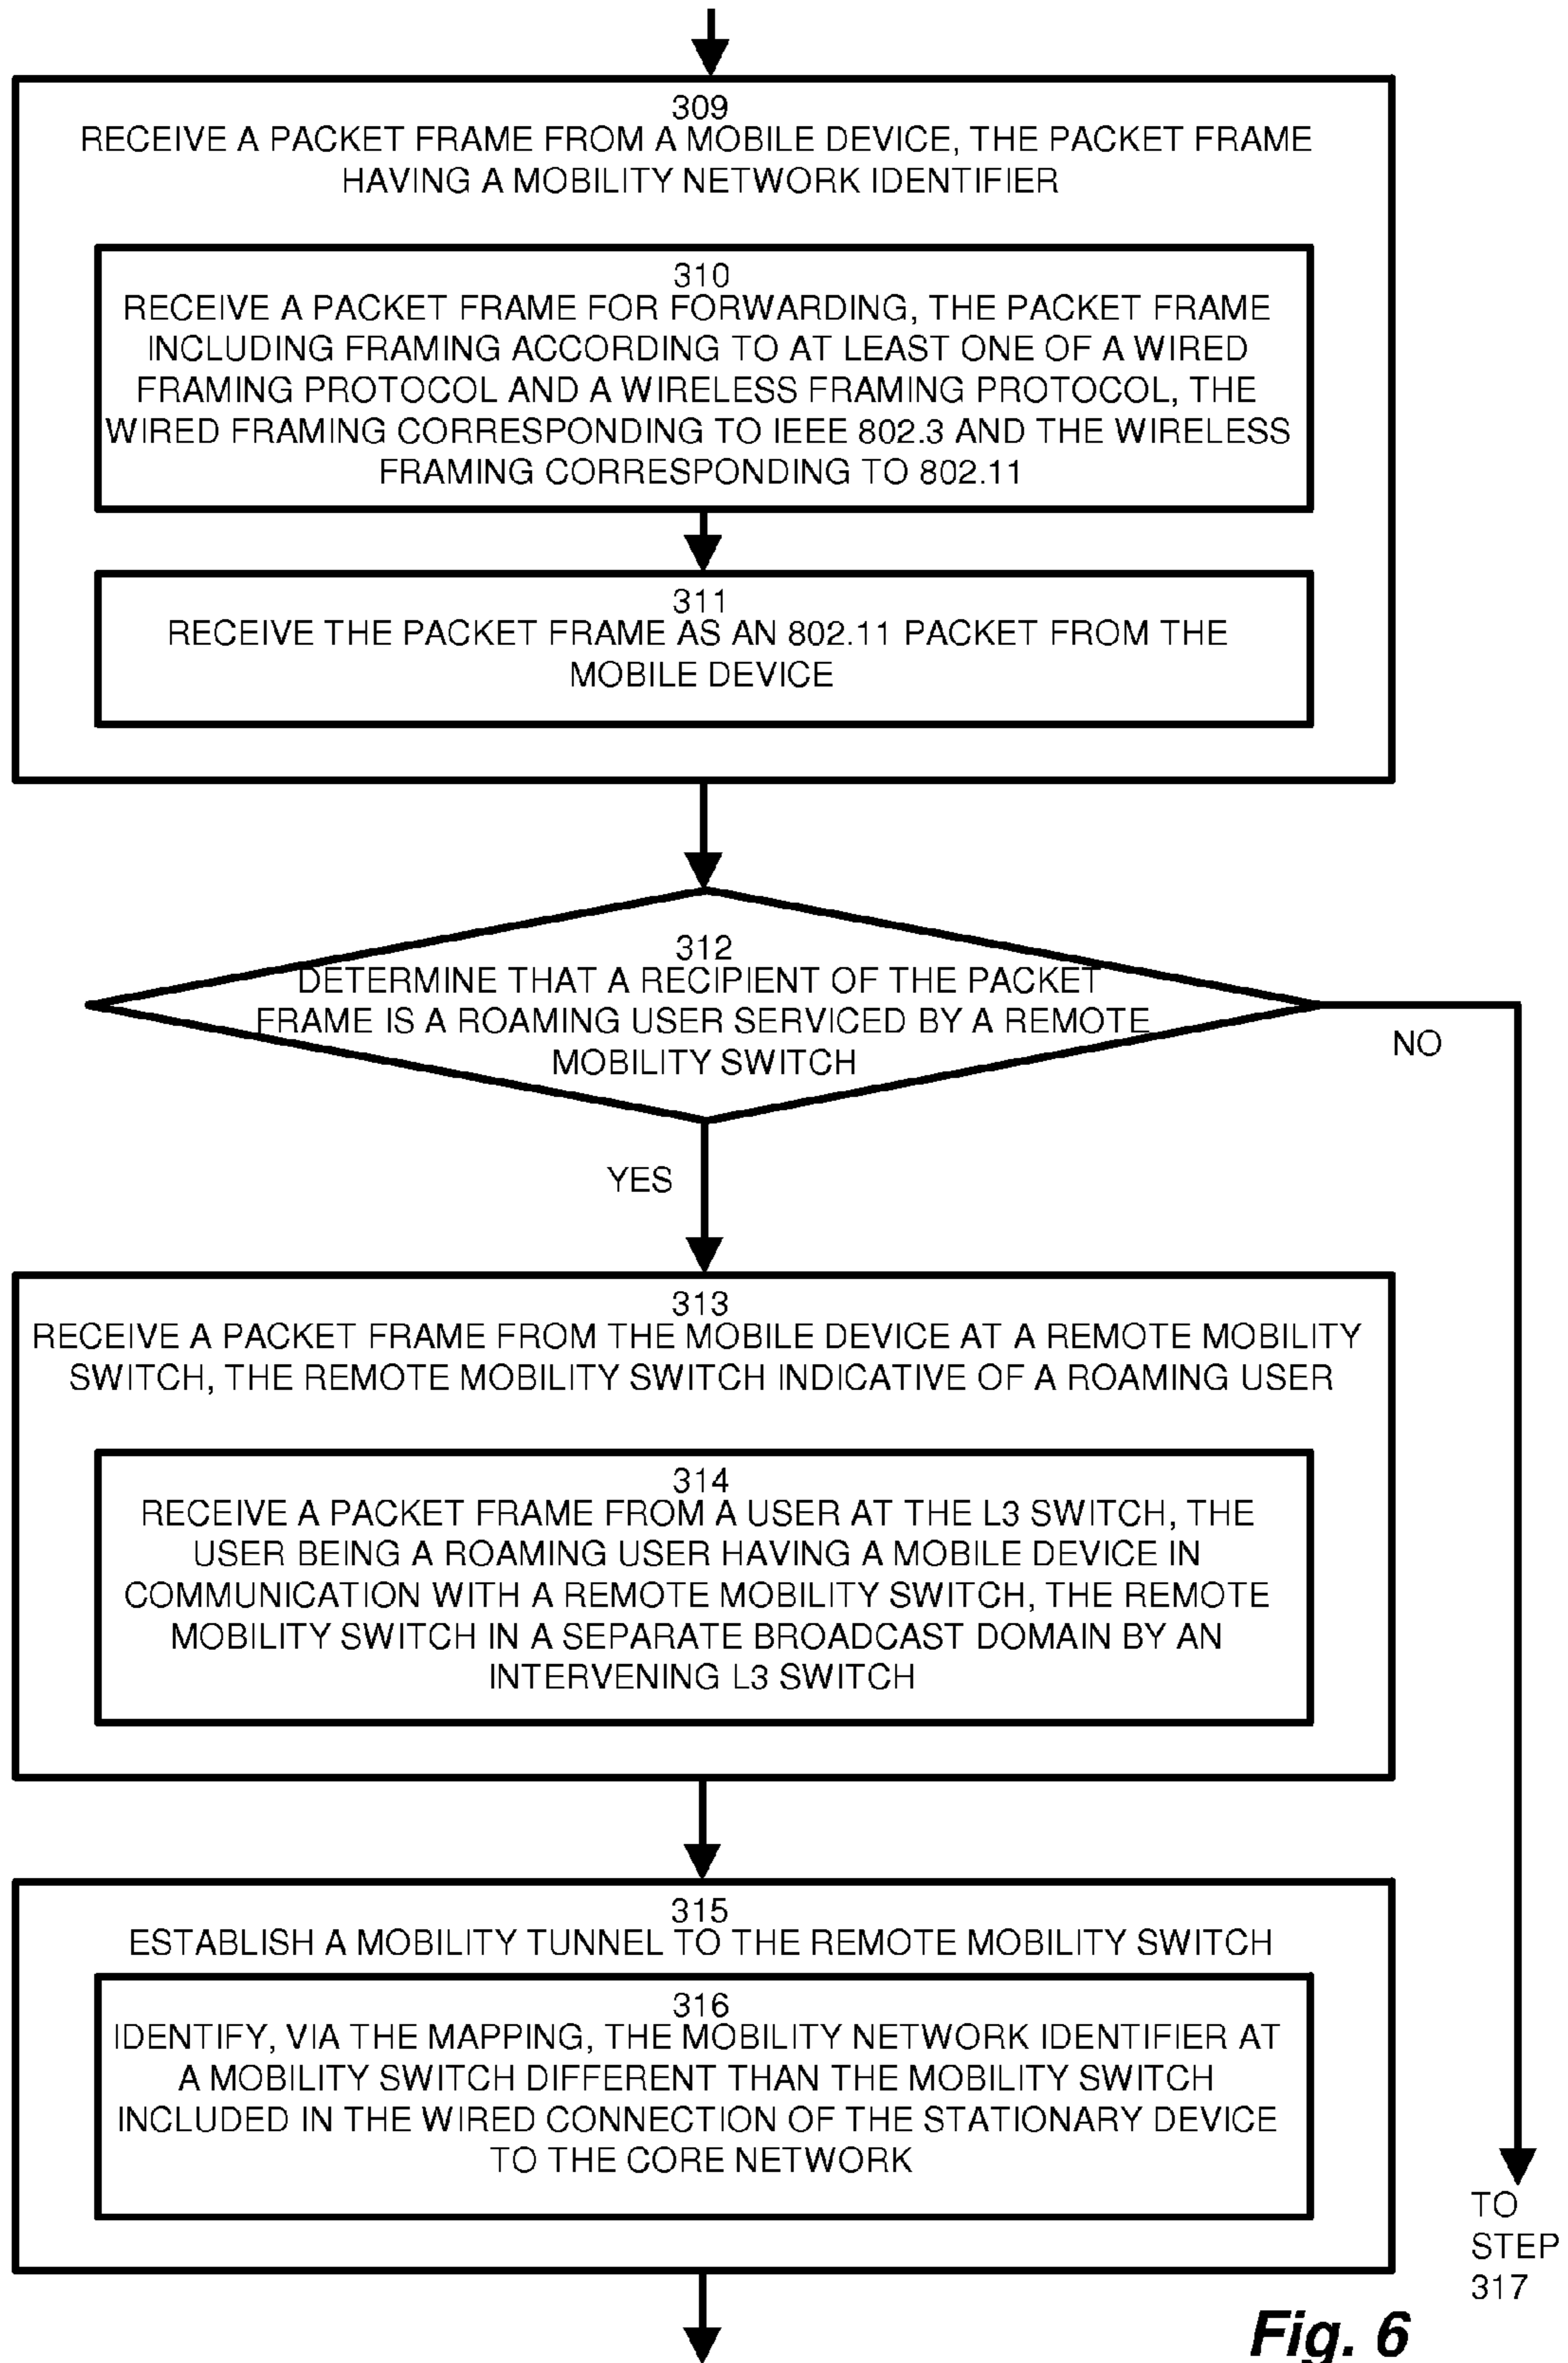 309
RECEIVE A PACKET FRAME FROM A MOBILE DEVICE, THE PACKET FRAME
HAVING A MOBILITY NETWORK IDENTIFIER
310
RECEIVE A PACKET FRAME FOR FORWARDING, THE PACKET FRAME
INCLUDING FRAMING ACCORDING TO AT LEAST ONE OF A WIRED
FRAMING PROTOCOL AND A WIRELESS FRAMING PROTOCOL, THE
WIRED FRAMING CORRESPONDING TO IEEE 802.3 AND THE WIRELESS
FRAMING CORRESPONDING TO 802.11
311
RECEIVE THE PACKET FRAME AS AN 802.11 PACKET FROM THE
MOBILE DEVICE
312
DETERMINE THAT A RECIPIENT OF THE PACKET
FRAME IS A ROAMING USER SERVICED BY A REMOTE
MOBILITY SWITCH
NO
YES
313
RECEIVE A PACKET FRAME FROM THE MOBILE DEVICE AT A REMOTE MOBILITY
SWITCH, THE REMOTE MOBILITY SWITCH INDICATIVE OF A ROAMING USER
314
RECEIVE A PACKET FRAME FROM A USER AT THE L3 SWITCH, THE
USER BEING A ROAMING USER HAVING A MOBILE DEVICE IN
COMMUNICATION WITH A REMOTE MOBILITY SWITCH, THE REMOTE
MOBILITY SWITCH IN A SEPARATE BROADCAST DOMAIN BY AN
INTERVENING L3 SWITCH
315
ESTABLISH A MOBILITY TUNNEL TO THE REMOTE MOBILITY SWITCH
316
IDENTIFY, VIA THE MAPPING, THE MOBILITY NETWORK IDENTIFIER AT
A MOBILITY SWITCH DIFFERENT THAN THE MOBILITY SWITCH
INCLUDED IN THE WIRED CONNECTION OF THE STATIONARY DEVICE
TO THE CORE NETWORK
TO
STEP
317
Fig. 6